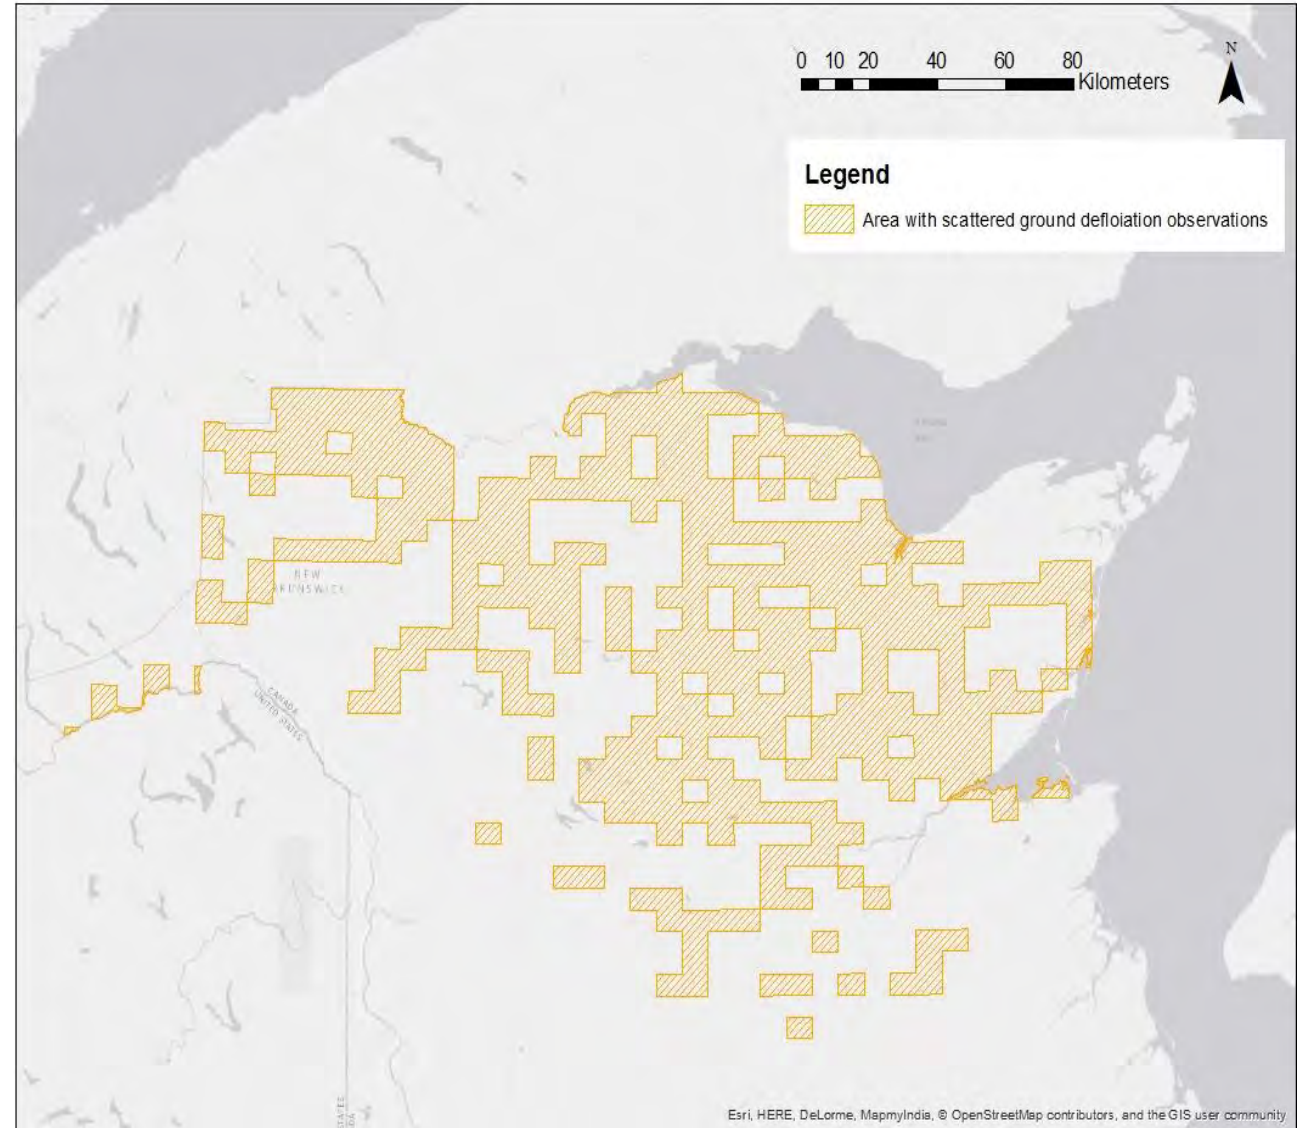 N
0 10 20 40 60 80
Kilometers
Legend
Area with scattered ground defloiation observations
NEW
BRUNSWICK
CANADA
UNITED STATES
Esri, HERE, DeLorme, MapmyIndia, © OpenStreetMap contributors, and the GIS user community